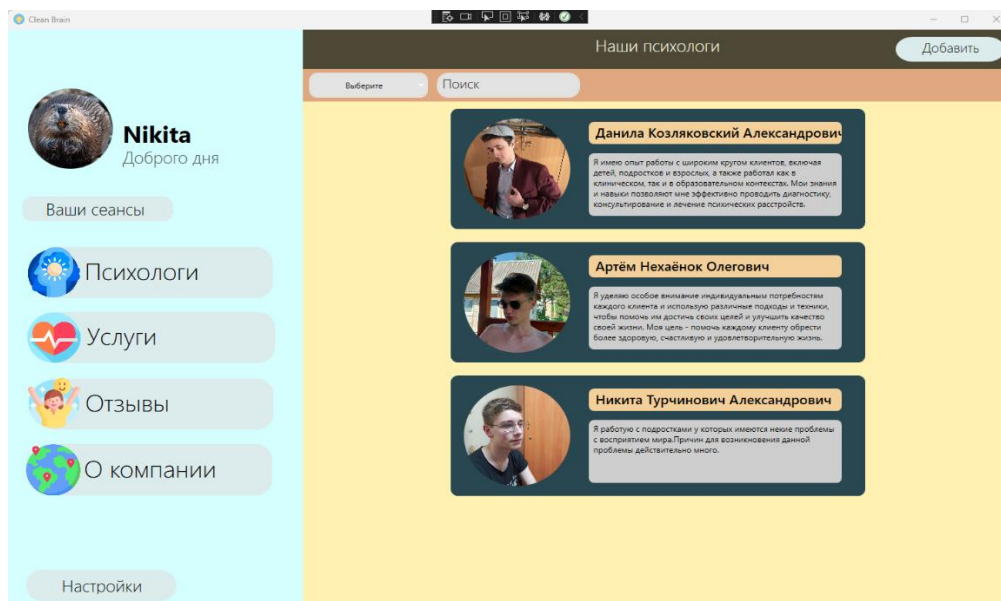 Clean Brain
Наши психологи
Добавить
Выберите
Поиск
Nikita
Доброго дня
Ваши сеансы
Психологи
Услуги
Отзывы
О компании
Настройки
Данила Козляковский Александрович
Я имею опыт работы с широким кругом клиентов, включая
детей, подростков и взрослых, а также работал как в
клиническом, так и в образовательном контекстах. Мои знания
и навыки позволяют мне эффективно проводить диагностику,
консультирование и лечение психических расстройств.
Артём Нехаёнок Олегович
Я уделяю особое внимание индивидуальным потребностям
каждого клиента и использую различные подходы и техники,
чтобы помочь им достичь своих целей и улучшить качество
своей жизни. Моя цель - помочь каждому клиенту обрести
более здоровую, счастливую и удовлетворительную жизнь.
Никита Турчинович Александрович
Я работую с подростками у которых имеются некие проблемы
с восприятием мира.Причин для возникновения данной
проблемы действительно много.